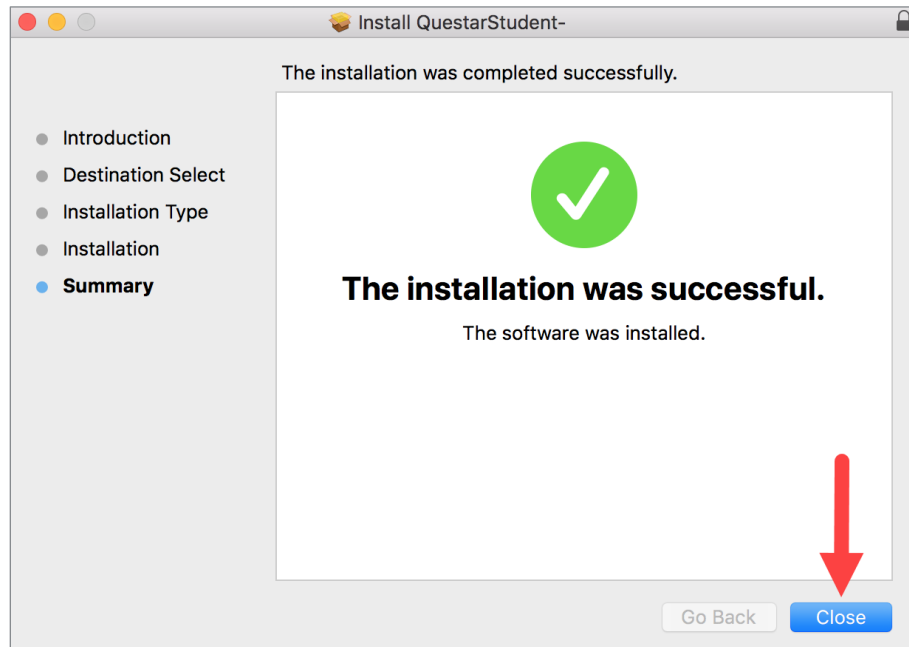 Install QuestarStudent-
The installation was completed successfully.
Introduction
Destination Select
Installation Type
Installation
Summary
The installation was successful.
The software was installed.
Go Back
Close